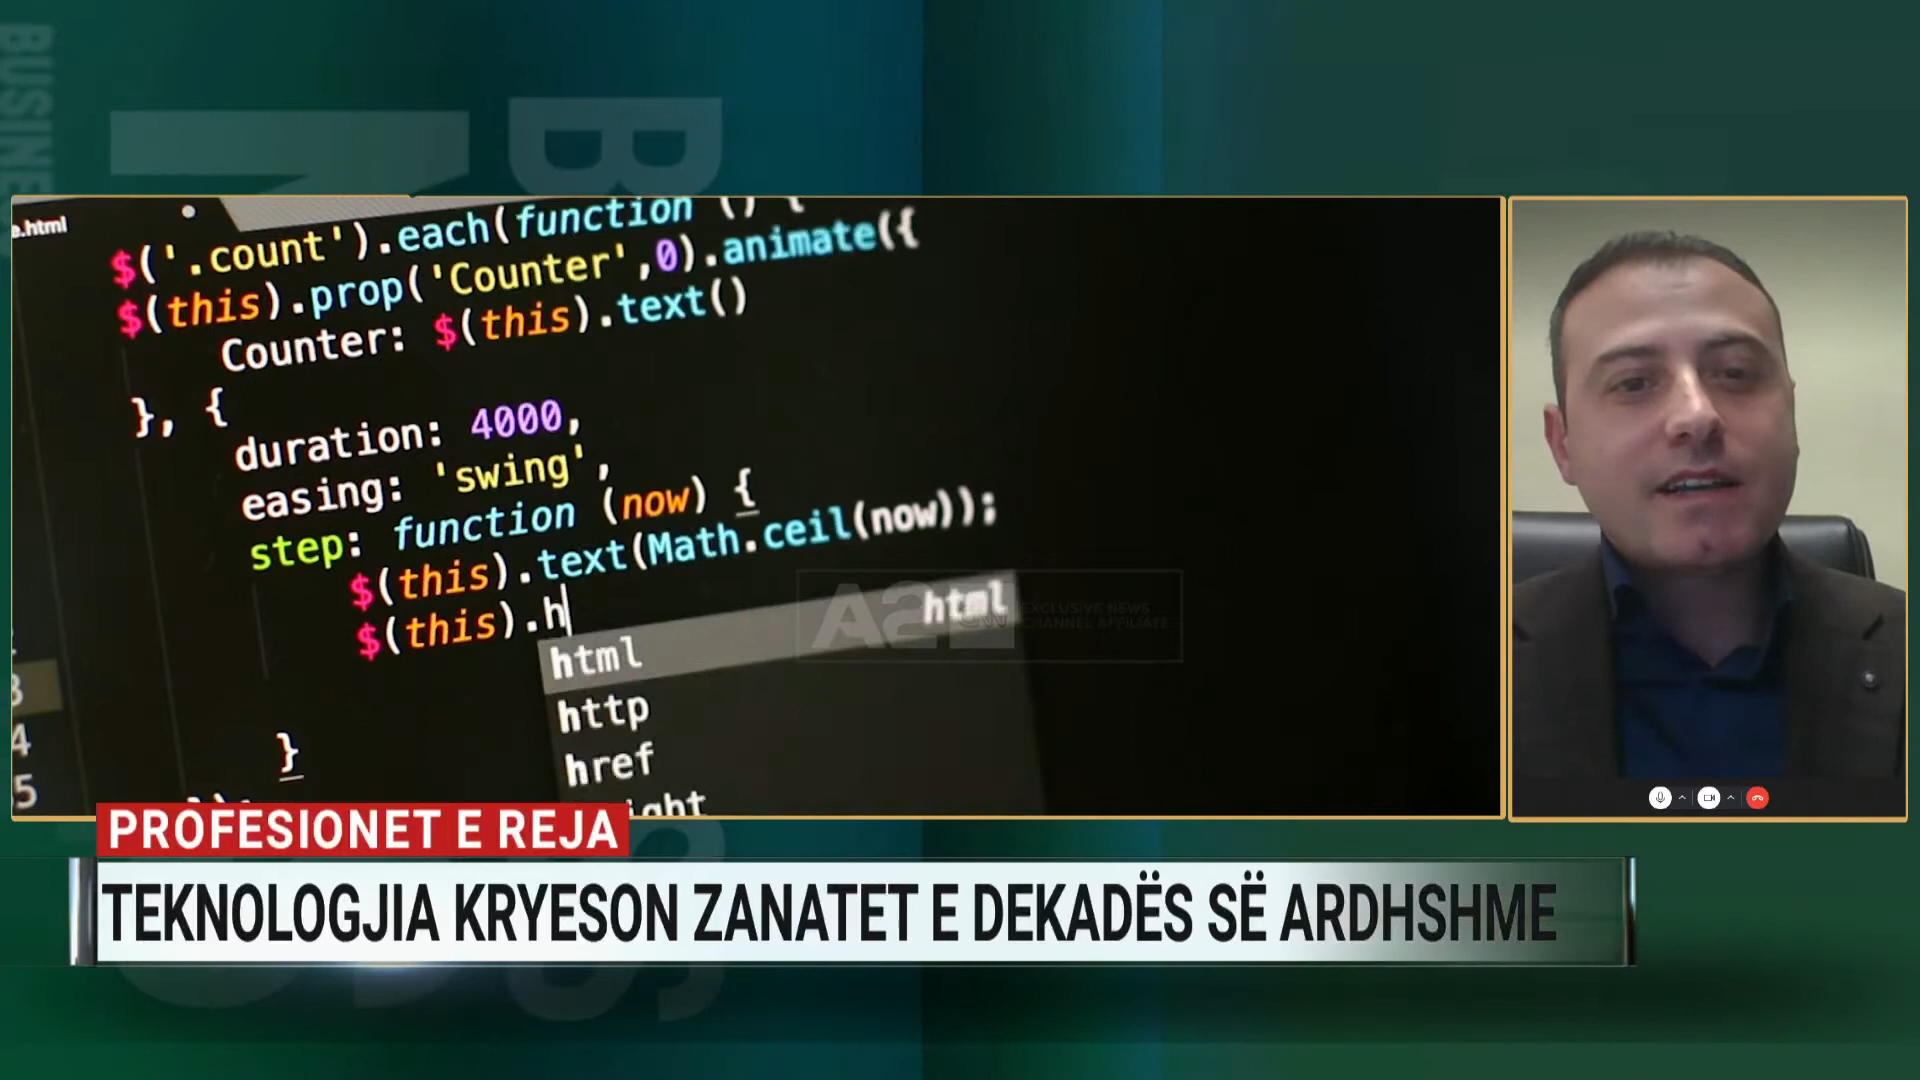 BUSINE
B
N
e.html
$('.count').each(function () {
$(this).prop('Counter',0).animate({
Counter: $(this).text()
}, {
duration: 4000,
easing: 'swing',
step: function (now) {
$(this).text(Math.ceil(now));
$(this).h
html html
http
href
}
3
4
5
A2 CNN EXCLUSIVE NEWS
CHANNEL AFFILIATE
PROFESIONET E REJA
TEKNOLOGJIA KRYESON ZANATET E DEKADËS SË ARDHSHME